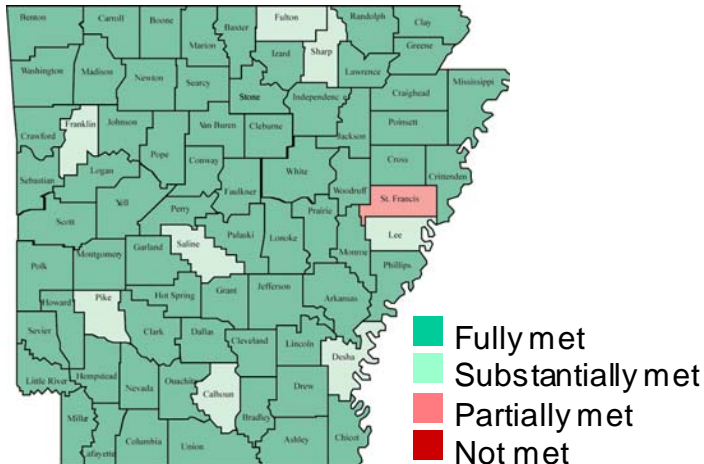 Benton Carroll Boone Fulton Randolph Clay
Baxter
Marion Izard Sharp Greene
Washington Madison Newton Searcy Lawrence Mississippi
Stone Independenc e Craighead
Franklin Johnson Van Buren Cleburne Poinsett
Crawford Jackson
Pope Conway Cross
Logan White Crittenden
Sebastian Faulkner Woodruff
Yell St. Francis
Scott Perry Prairie
Pulaski Lonoke Lee
Saline
Garland Monroe
Montgomery Phillips
Polk
Hot Spring Grant Jefferson
Howard Pike Arkansas
Sevier Clark Dallas Cleveland Lincoln
Desha
Little River Hempstead Ouachita
Nevada Calhoun Drew
Bradley
Miller
Lafayette Columbia Union Ashley Chicot
Fully met
Substantially met
Partially met
Not met